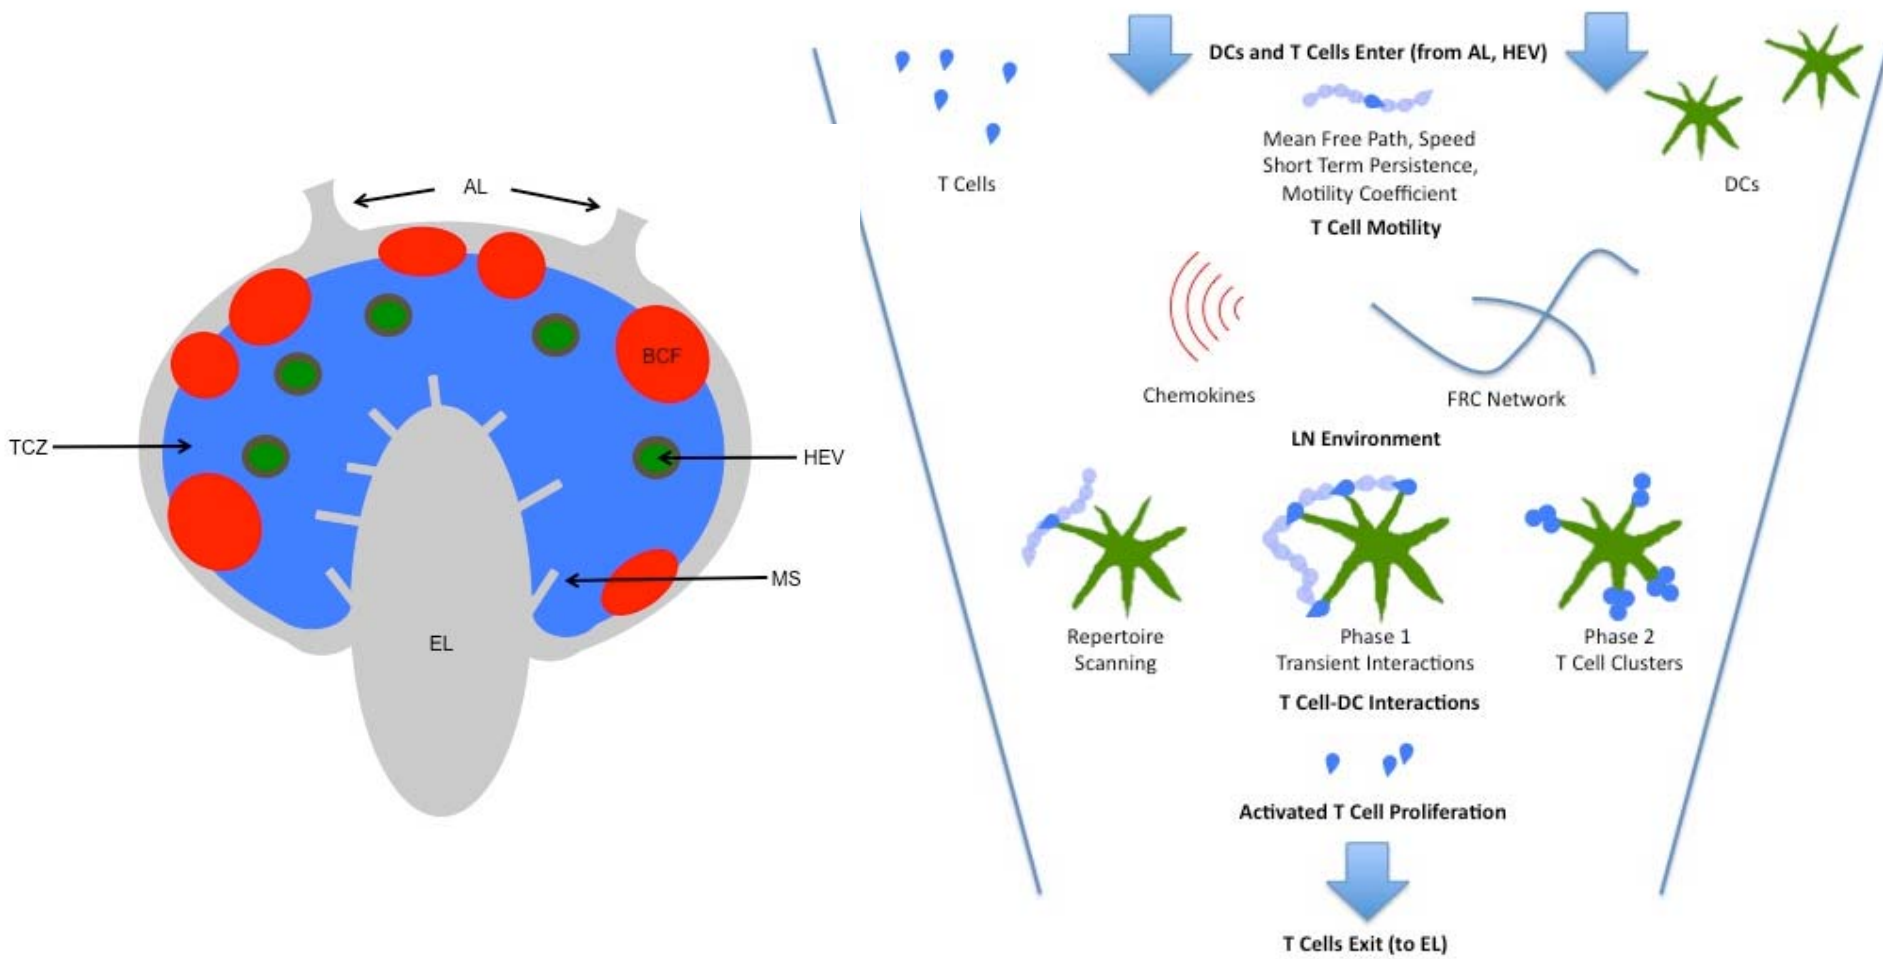 AL
BCF
TCZ
HEV
MS
EL
DCs and T Cells Enter (from AL, HEV)
Mean Free Path, Speed
Short Term Persistence,
Motility Coefficient
T Cells
DCs
T Cell Motility
Chemokines
FRC Network
LN Environment
Repertoire
Scanning
Phase 1
Transient Interactions
Phase 2
T Cell Clusters
T Cell-DC Interactions
Activated T Cell Proliferation
T Cells Exit (to EL)